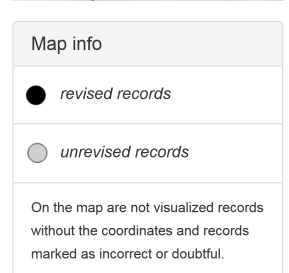 Map info
revised records
unrevised records
On the map are not visualized records
without the coordinates and records
marked as incorrect or doubtful.